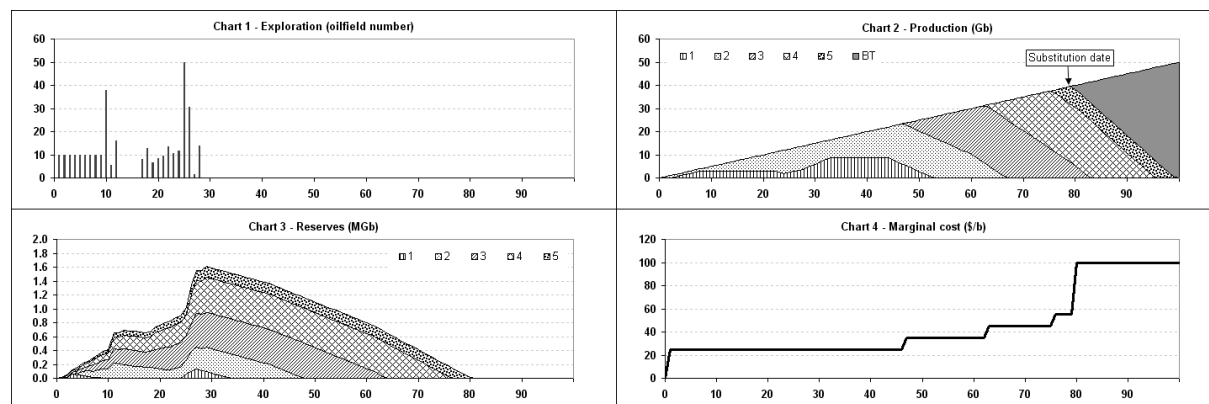 Chart 1 - Exploration (oilfield number)
60
50
40
30
20
10
0
0 10 20 30 40 50 60 70 80 90
Chart 2 - Production (Gb)
60
1 2 3 4 5 BT
Substitution date
50
40
30
20
10
0
0 10 20 30 40 50 60 70 80 90
Chart 3 - Reserves (MGb)
2.0
1 2 3 4 5
1.8
1.6
1.4
1.2
1.0
0.8
0.6
0.4
0.2
0.0
0 10 20 30 40 50 60 70 80 90
Chart 4 - Marginal cost ($/b)
120
100
80
60
40
20
0
0 10 20 30 40 50 60 70 80 90